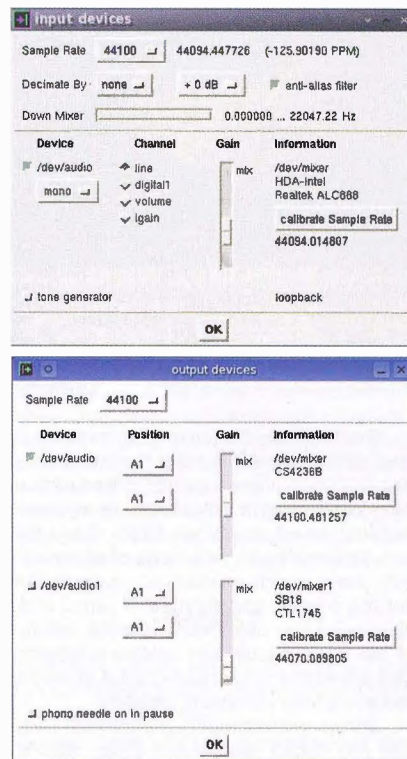 input devices
Sample Rate 44100 44094.447726 (-125.90190 PPM)
Decimate By none + 0 dB anti-alias filter
Down Mixer 0.000000 ... 22047.22 Hz
Device Channel Gain Information
/dev/audio line mix /dev/mixer
mono digital1 HDA-Intel
volume Realtek ALC668
igain calibrate Sample Rate
44094.014807
tone generator loopback
OK
output devices
Sample Rate 44100
Device Position Gain Information
/dev/audio A1 mix /dev/mixer
CS4236B
A1 calibrate Sample Rate
44100.481257
/dev/audio1 A1 mix /dev/mixer1
SB16
A1 CTL1745
calibrate Sample Rate
44070.089805
phono needle on in pause
OK